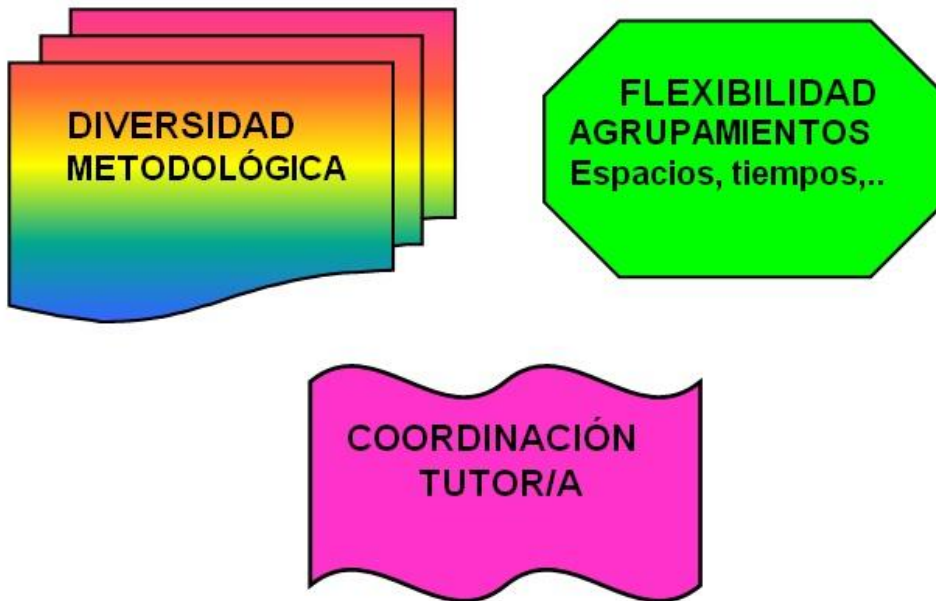 DIVERSIDAD
METODOLÓGICA
FLEXIBILIDAD
AGRUPAMIENTOS
Espacios, tiempos,..
COORDINACIÓN
TUTOR/A